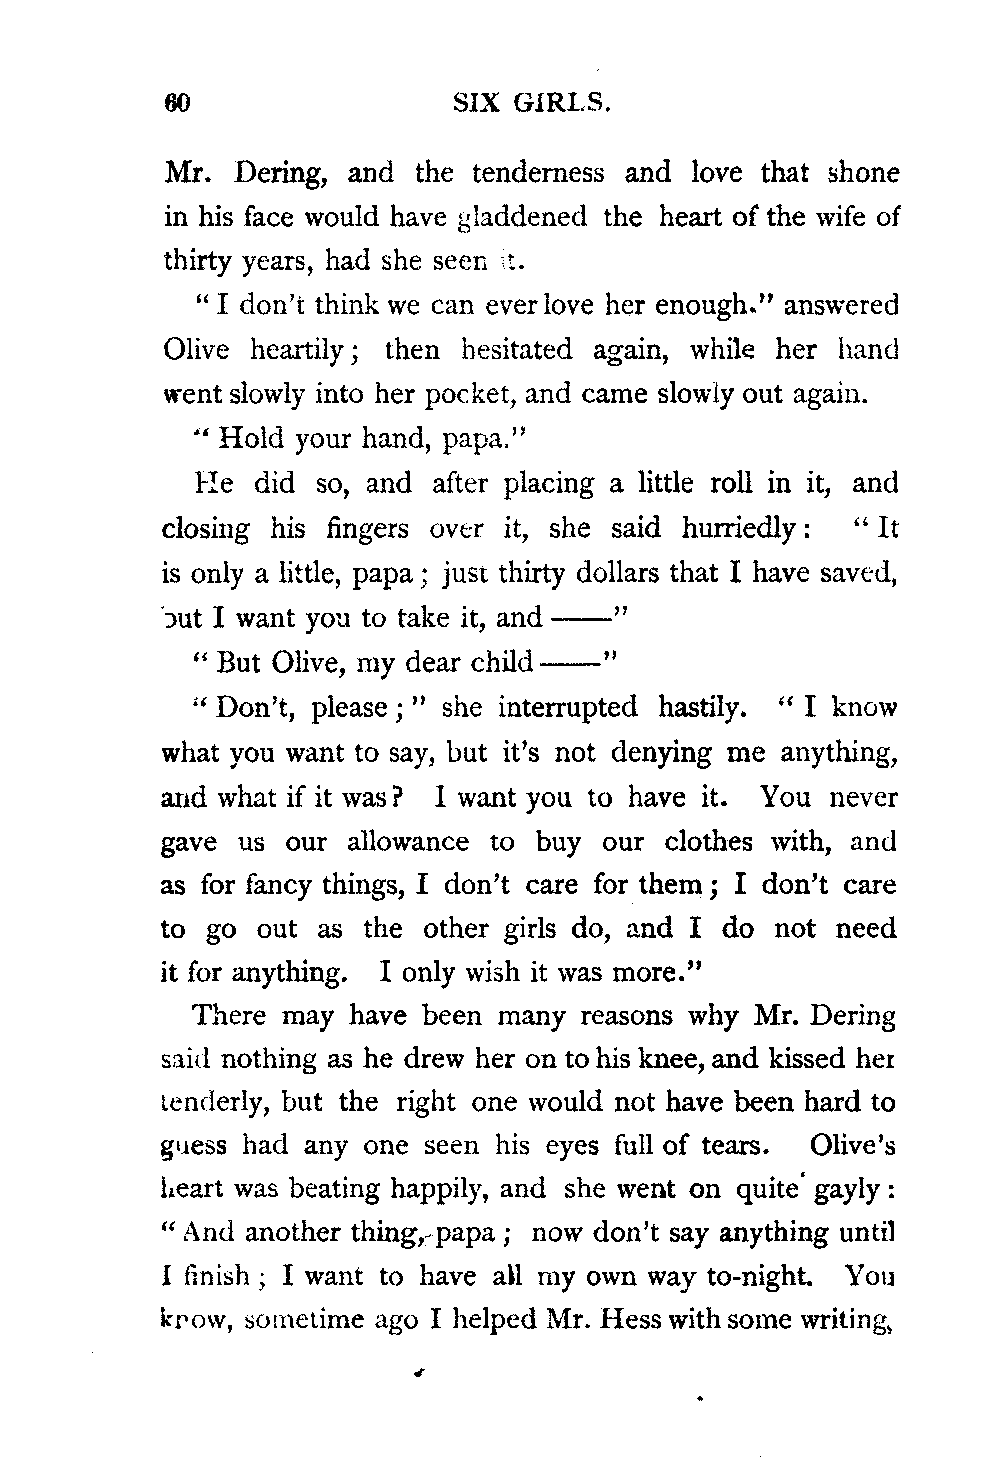 60 SIX GIRLS.
Mr. Dering, and the tenderness and love that shone
in his face would have gladdened the heart of the wife of
thirty years, had she seen it.
" I don't think we can ever love her enough." answered
Olive heartily ; then hesitated again, while her hand
went slowly into her pocket, and came slowly out again.
" Hold your hand, papa."
He did so, and after placing a little roll in it, and
closing his fingers over it, she said hurriedly : " It
is only a little, papa ; just thirty dollars that I have saved,
but I want you to take it, and ——"
" But Olive, my dear child ——"
" Don't, please ; " she interrupted hastily. " I know
what you want to say, but it's not denying me anything,
and what if it was ? I want you to have it. You never
gave us our allowance to buy our clothes with, and
as for fancy things, I don't care for them ; I don't care
to go out as the other girls do, and I do not need
it for anything. I only wish it was more."
There may have been many reasons why Mr. Dering
said nothing as he drew her on to his knee, and kissed her
tenderly, but the right one would not have been hard to
guess had any one seen his eyes full of tears. Olive's
heart was beating happily, and she went on quite gayly :
" And another thing, papa ; now don't say anything until
I finish ; I want to have all my own way to-night. You
know, sometime ago I helped Mr. Hess with some writing,